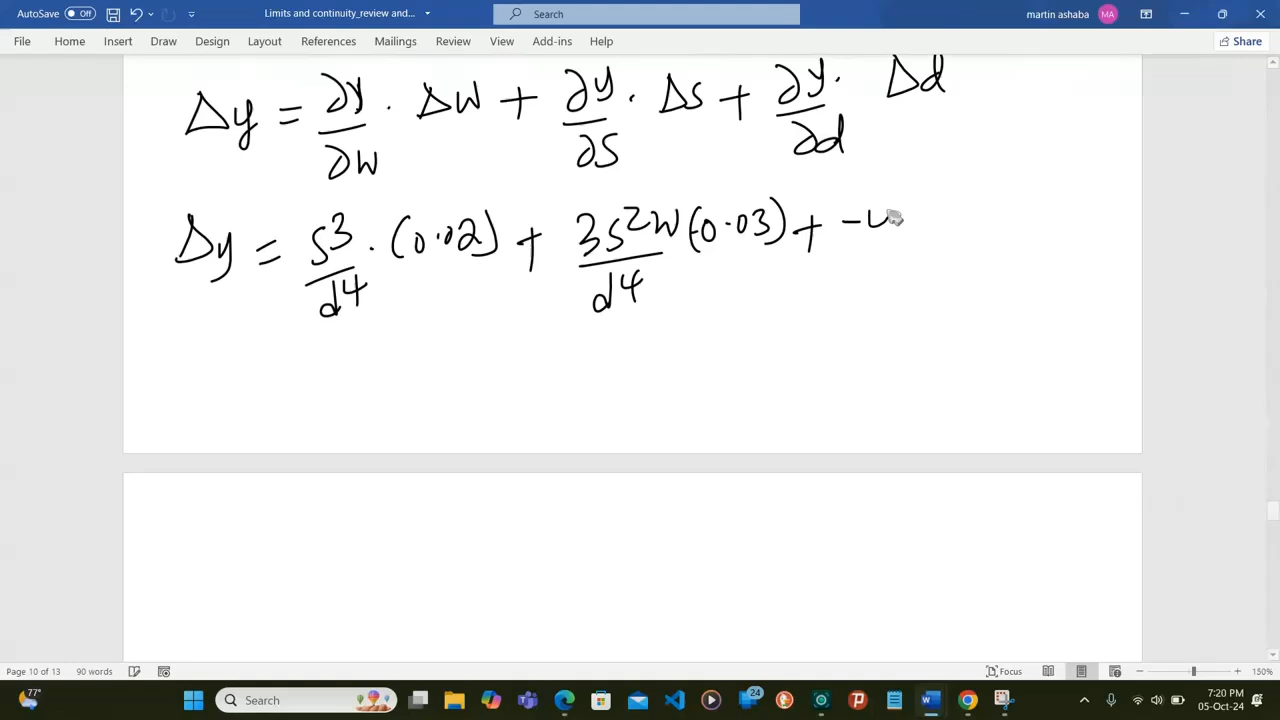 AutoSave Off Limits and continuity_review and... Search martin ashaba MA
File Home Insert Draw Design Layout References Mailings Review View Add-ins Help Share
Δy = ∂y/∂w · Δw + ∂y/∂s · Δs + ∂y/∂d · Δd
Δy = s³/d⁴ · (0.02) + 3s²w/d⁴ (0.03) + -
Page 10 of 13 90 words Focus 150%
77° Search 24 7:20 PM
05-Oct-24